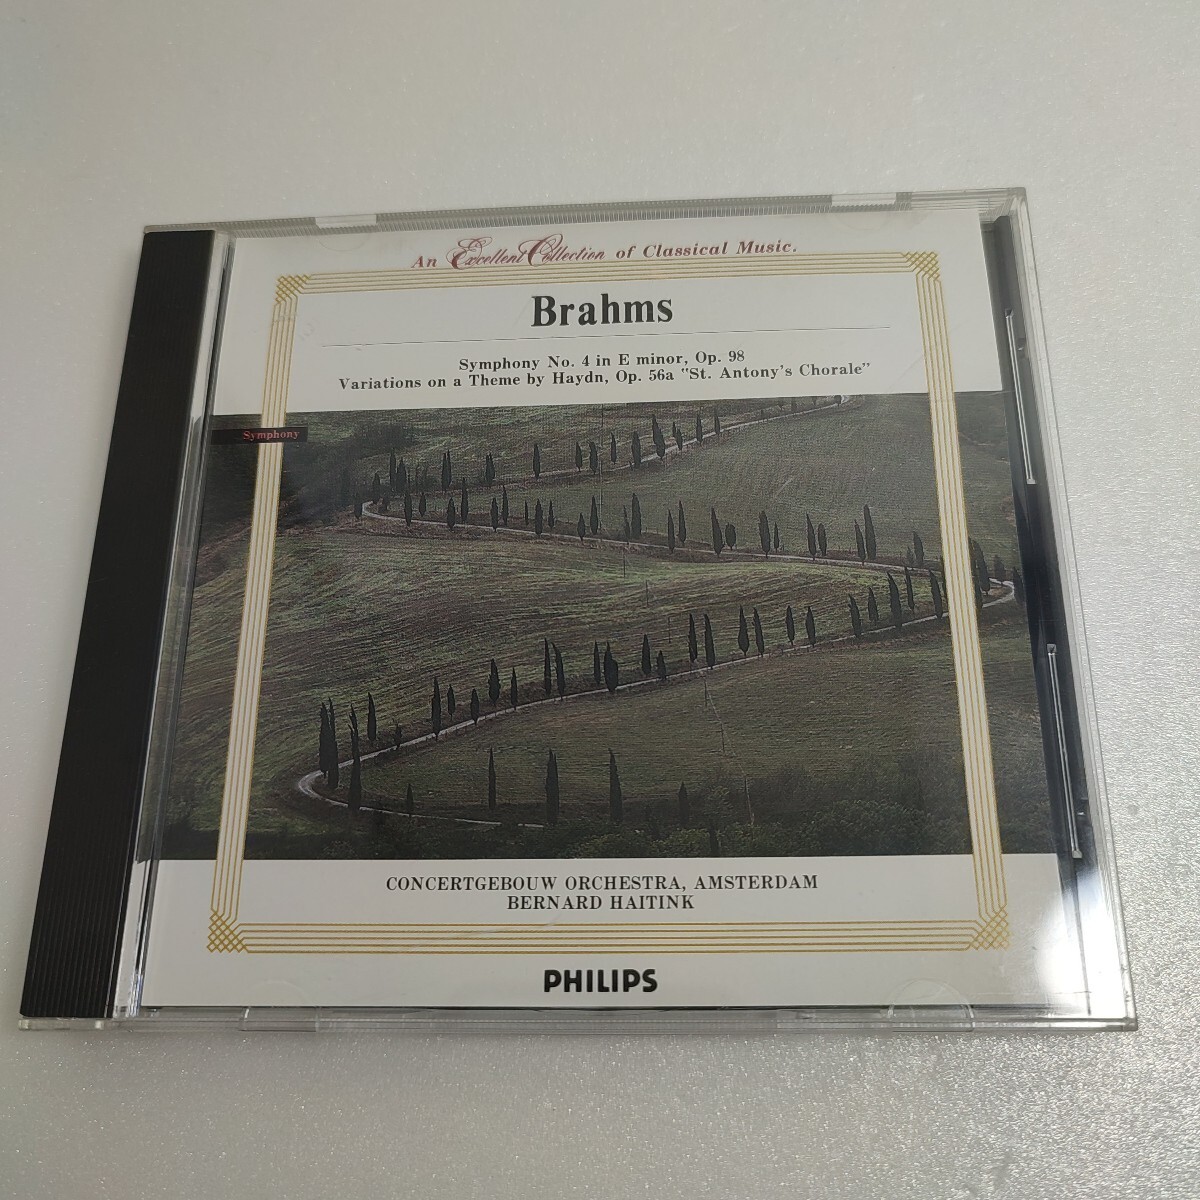 An Excellent Collection of Classical Music.
Brahms
Symphony No. 4 in E minor, Op. 98
Variations on a Theme by Haydn, Op. 56a "St. Antony's Chorale"
Symphony
CONCERTGEBOUW ORCHESTRA, AMSTERDAM
BERNARD HAITINK
PHILIPS